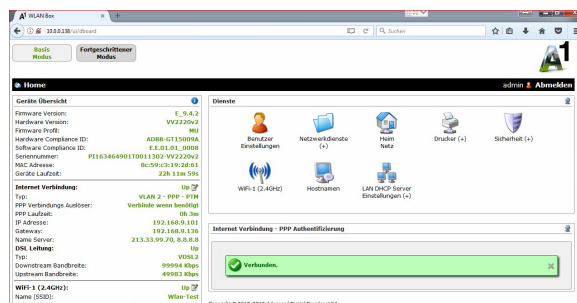 A1 WLAN Box
10.0.0.138/ui/dboard
Suchen
Basis Modus
Fortgeschrittener Modus
A1
Home
admin Abmelden
Geräte Übersicht
Firmware Version: E_9.4.2
Hardware Version: VV2220v2
Firmware Profil: MU
Hardware Compliance ID: ADB8-GT15009A
Software Compliance ID: E.E.01.01_0008
Seriennummer: PI163464901T0011302-VV2220v2
MAC Adresse: 8c:59:c3:19:2d:61
Geräte Laufzeit: 22h 11m 59s
Internet Verbindung: Up
Typ: VLAN 2 - PPP - PTM
PPP Verbindungs Auslöser: Verbinde wenn benötigt
PPP Laufzeit: 0h 3m
IP Adresse: 192.168.9.101
Gateway: 192.168.9.136
Name Server: 213.33.99.70, 8.8.8.8
DSL Leitung: Up
Typ: VDSL2
Downstream Bandbreite: 99994 Kbps
Upstream Bandbreite: 49983 Kbps
WiFi-1 (2.4GHz): Up
Name (SSID): Wlan-Test
Dienste
Benutzer Einstellungen
Netzwerkdienste (+)
Heim Netz
Drucker (+)
Sicherheit (+)
WiFi-1 (2.4GHz)
Hostnamen
LAN DHCP Server Einstellungen (+)
Internet Verbindung - PPP Authentifizierung
Verbunden.